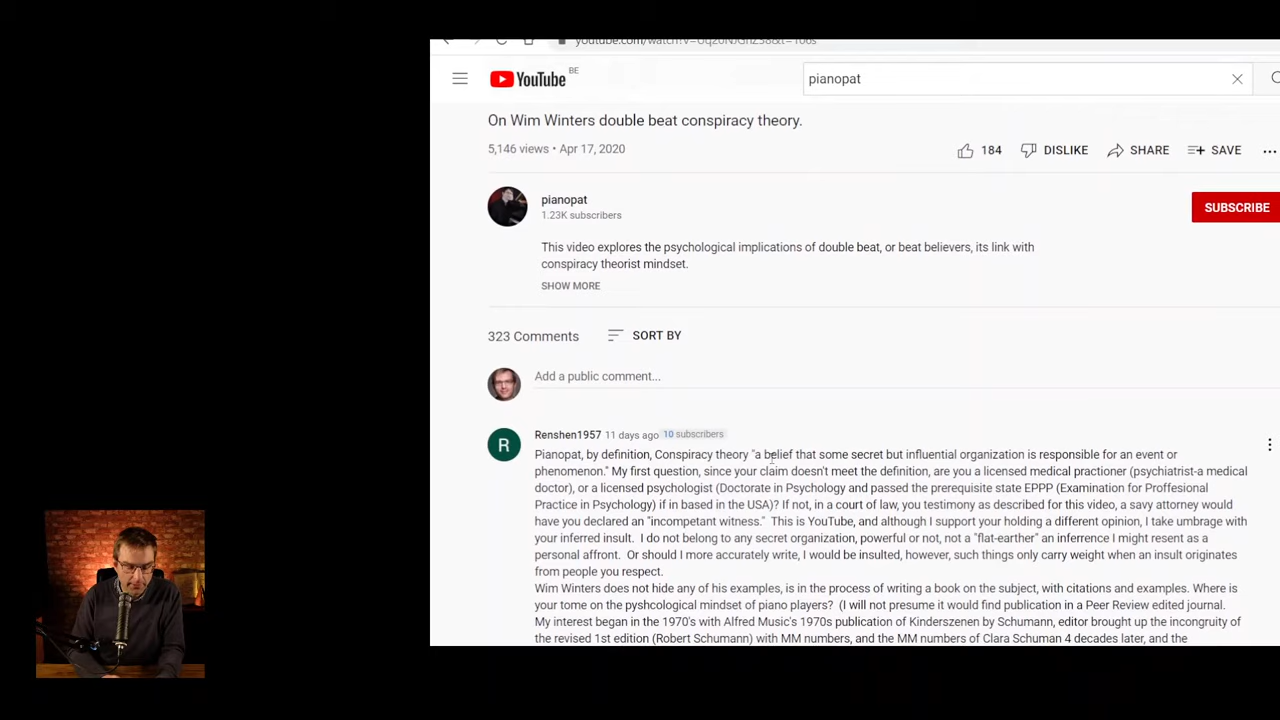 YouTube BE
pianopat
On Wim Winters double beat conspiracy theory.
5,146 views • Apr 17, 2020
184 DISLIKE SHARE SAVE
pianopat
1.23K subscribers
SUBSCRIBE
This video explores the psychological implications of double beat, or beat believers, its link with
conspiracy theorist mindset.
SHOW MORE
323 Comments SORT BY
Add a public comment...
R
Renshen1957 11 days ago 10 subscribers
Pianopat, by definition, Conspiracy theory "a belief that some secret but influential organization is responsible for an event or
phenomenon." My first question, since your claim doesn't meet the definition, are you a licensed medical practioner (psychiatrist-a medical
doctor), or a licensed psychologist (Doctorate in Psychology and passed the prerequisite state EPPP (Examination for Proffesional
Practice in Psychology) if in based in the USA)? If not, in a court of law, you testimony as described for this video, a savy attorney would
have you declared an "incompetant witness." This is YouTube, and although I support your holding a different opinion, I take umbrage with
your inferred insult. I do not belong to any secret organization, powerful or not, not a "flat-earther" an inferrence I might resent as a
personal affront. Or should I more accurately write, I would be insulted, however, such things only carry weight when an insult originates
from people you respect.
Wim Winters does not hide any of his examples, is in the process of writing a book on the subject, with citations and examples. Where is
your tome on the pyshcological mindset of piano players? (I will not presume it would find publication in a Peer Review edited journal.
My interest began in the 1970's with Alfred Music's 1970s publication of Kinderszenen by Schumann, editor brought up the incongruity of
the revised 1st edition (Robert Schumann) with MM numbers, and the MM numbers of Clara Schuman 4 decades later, and the